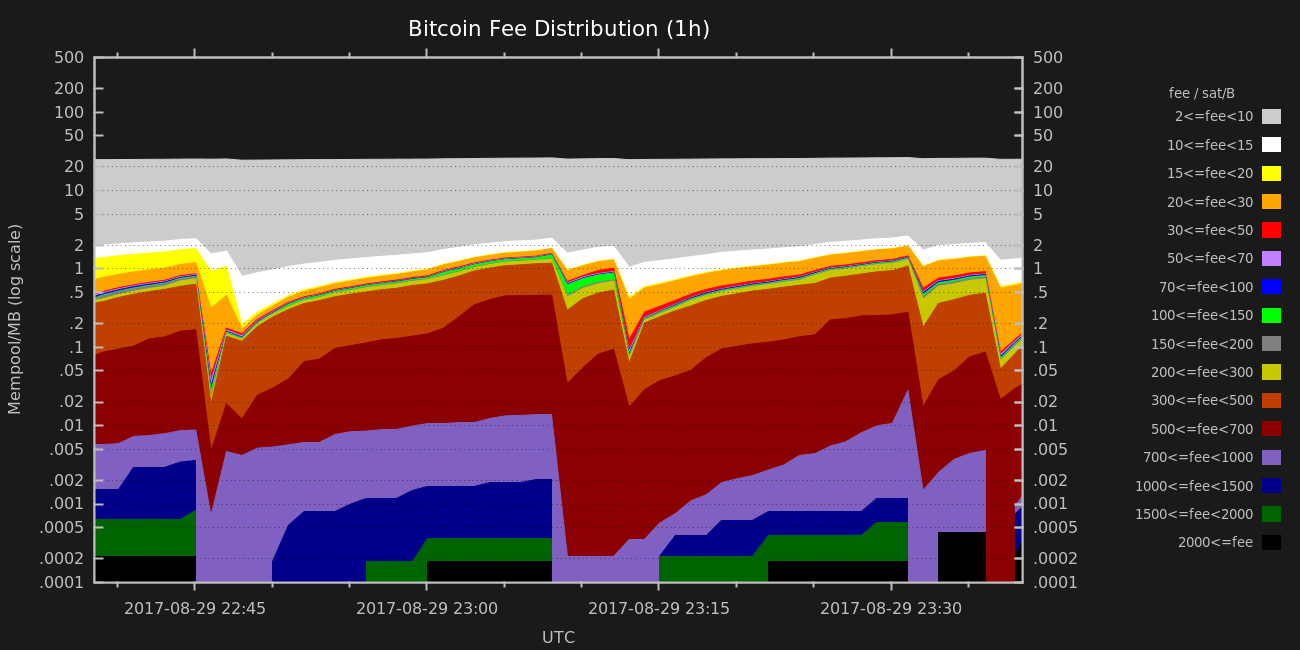 Bitcoin Fee Distribution (1h)
500 500
200 200
100 100
50 50
20 20
10 10
5 5
2 2
1 1
.5 .5
.2 .2
.1 .1
.05 .05
.02 .02
.01 .01
.005 .005
.002 .002
.001 .001
.0005 .0005
.0002 .0002
.0001 .0001
Mempool/MB (log scale)
2017-08-29 22:45 2017-08-29 23:00 2017-08-29 23:15 2017-08-29 23:30
UTC
fee / sat/B
2<=fee<10
10<=fee<15
15<=fee<20
20<=fee<30
30<=fee<50
50<=fee<70
70<=fee<100
100<=fee<150
150<=fee<200
200<=fee<300
300<=fee<500
500<=fee<700
700<=fee<1000
1000<=fee<1500
1500<=fee<2000
2000<=fee